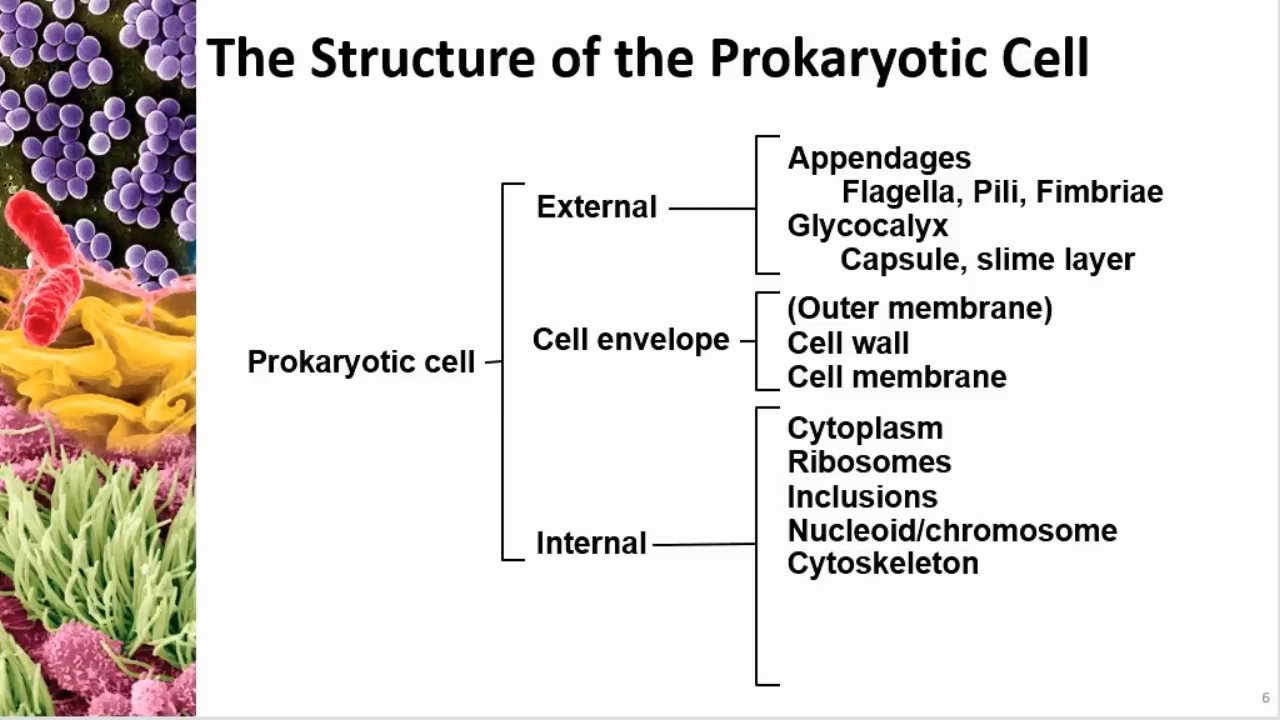 The Structure of the Prokaryotic Cell
Prokaryotic cell
External
Appendages
Flagella, Pili, Fimbriae
Glycocalyx
Capsule, slime layer
Cell envelope
(Outer membrane)
Cell wall
Cell membrane
Internal
Cytoplasm
Ribosomes
Inclusions
Nucleoid/chromosome
Cytoskeleton
6